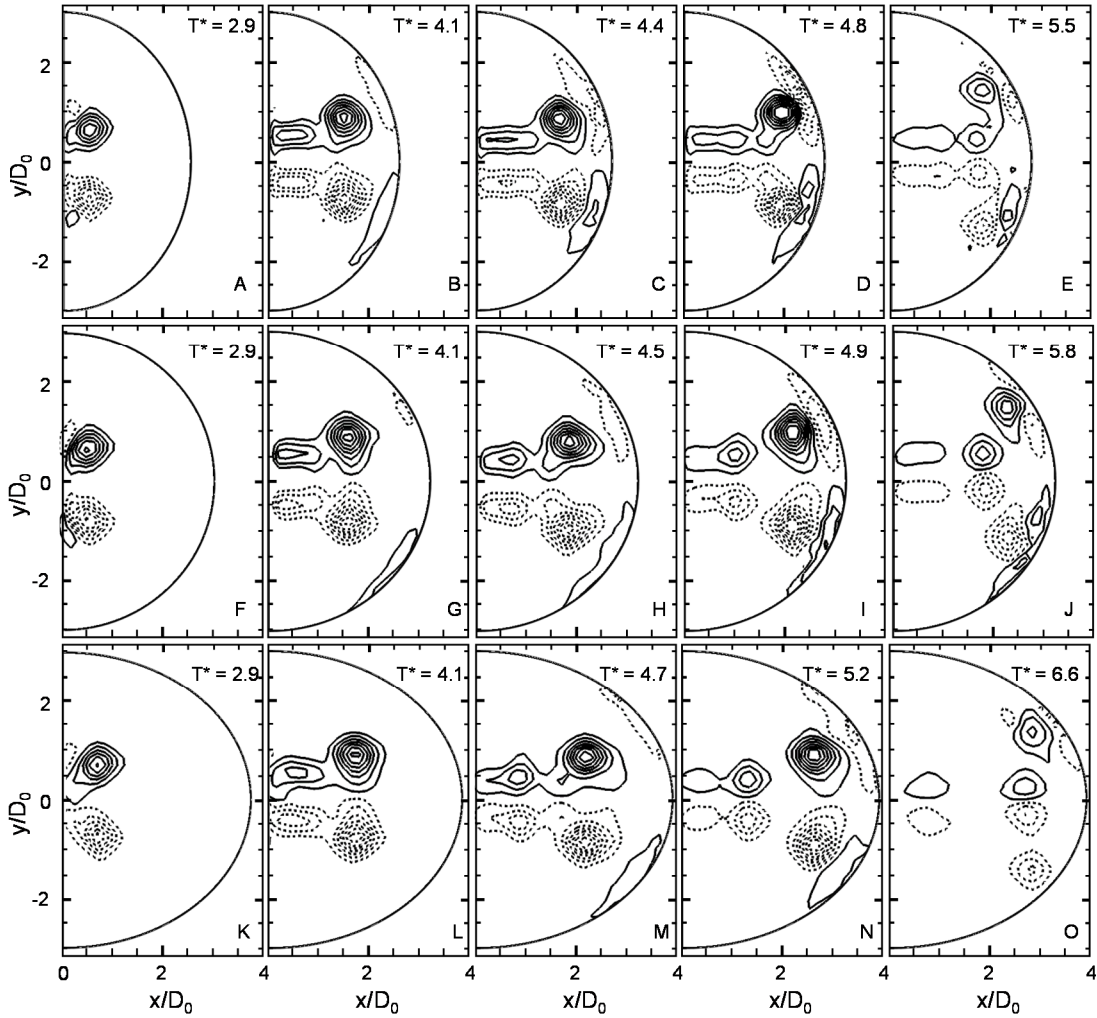 T* = 2.9 T* = 4.1 T* = 4.4 T* = 4.8 T* = 5.5
2
0
-2
y/D0
A B C D E
T* = 2.9 T* = 4.1 T* = 4.5 T* = 4.9 T* = 5.8
2
0
-2
y/D0
F G H I J
T* = 2.9 T* = 4.1 T* = 4.7 T* = 5.2 T* = 6.6
2
0
-2
y/D0
K L M N O
0 2 4 2 4 2 4 2 4 2 4
x/D0 x/D0 x/D0 x/D0 x/D0